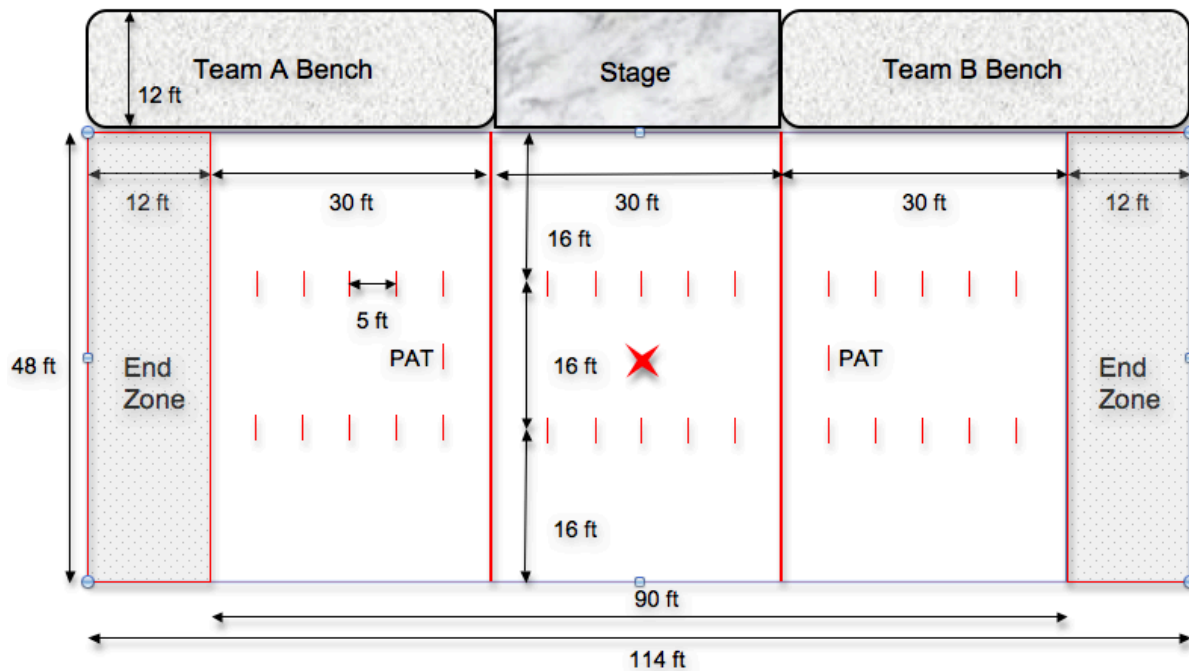 Team A Bench
Stage
Team B Bench
12 ft
12 ft
30 ft
30 ft
30 ft
12 ft
16 ft
5 ft
PAT
PAT
48 ft
End
Zone
16 ft
End
Zone
16 ft
90 ft
114 ft